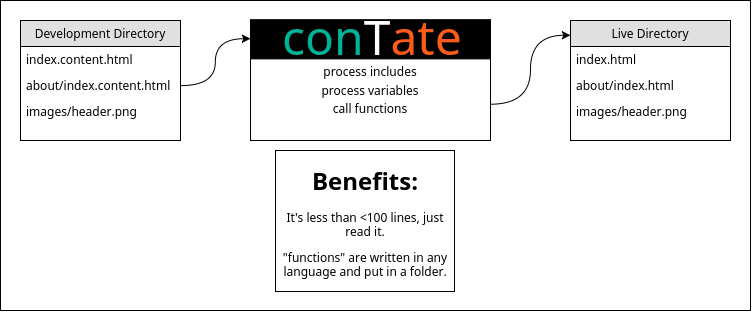 Development Directory
index.content.html
about/index.content.html
images/header.png
conTate
process includes
process variables
call functions
Live Directory
index.html
about/index.html
images/header.png
Benefits:
It's less than <100 lines, just
read it.
"functions" are written in any
language and put in a folder.